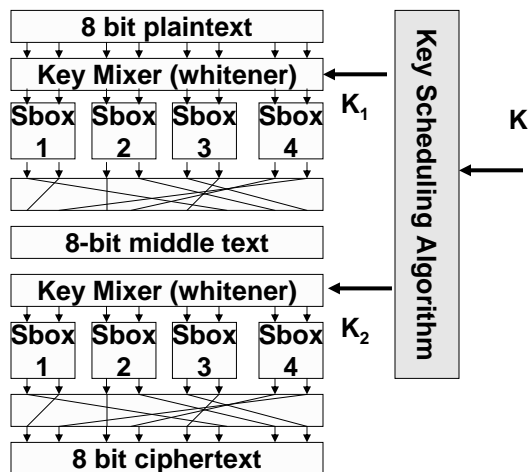 8 bit plaintext
Key Mixer (whitener)
K1
Sbox Sbox Sbox Sbox
1 2 3 4
8-bit middle text
Key Mixer (whitener)
K2
Sbox Sbox Sbox Sbox
1 2 3 4
8 bit ciphertext
Key Scheduling Algorithm
K